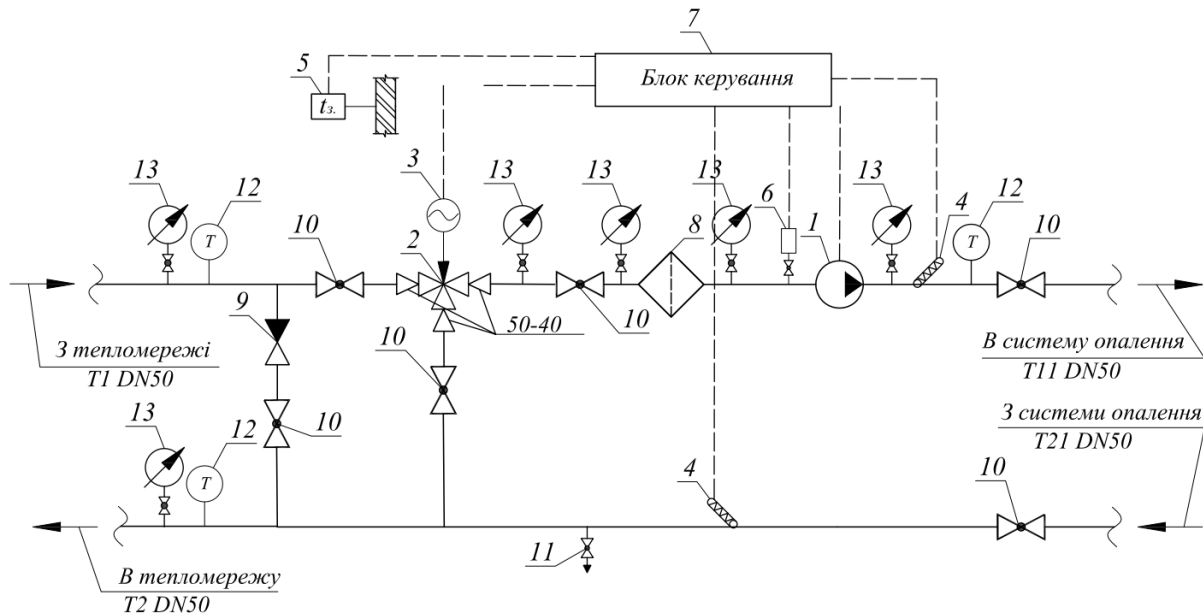 7
Блок керування
5
tз.
3
13
12
13
13
13
6
13
4
12
T
10
2
8
1
T
10
9
50-40
10
10
З тепломережі
T1 DN50
В систему опалення
T11 DN50
13
12
10
T
4
З системи опалення
T21 DN50
10
11
В тепломережу
T2 DN50